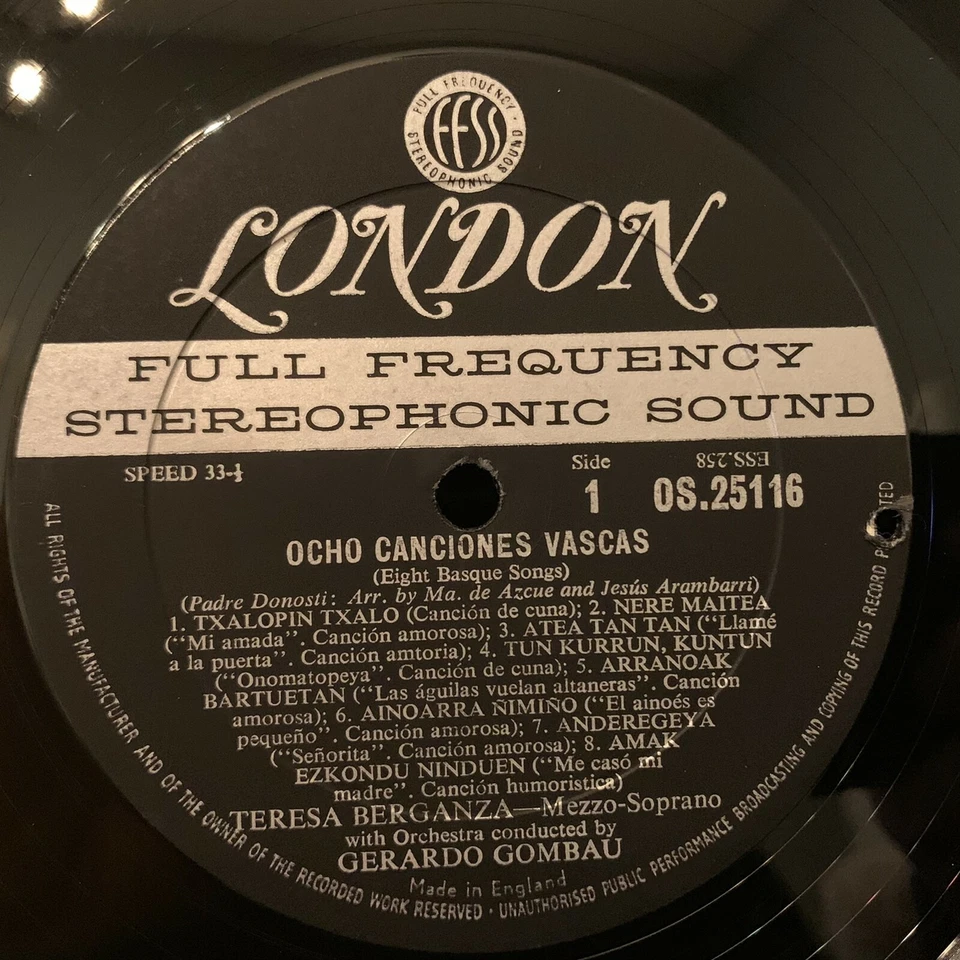 FULL FREQUENCY
FFSS
STEREOPHONIC SOUND
LONDON
FULL FREQUENCY
STEREOPHONIC SOUND
SPEED 33-⅓
Side
1
ESS.258
OS.25116
OCHO CANCIONES VASCAS
(Eight Basque Songs)
(Padre Donosti: Arr. by Ma. de Azcue and Jesús Arambarri)
1. TXALOPIN TXALO (Canción de cuna); 2. NERE MAITEA
(“Mi amada”. Canción amorosa); 3. ATEA TAN TAN (“Llamé
a la puerta”. Canción amtoria); 4. TUN KURRUN, KUNTUN
(“Onomatopeya”. Canción de cuna); 5. ARRANOAK
BARTUETAN (“Las águilas vuelan altaneras”. Canción
amorosa); 6. AINOARRA ÑIMIÑO (“El ainoés es
pequeño”. Canción amorosa); 7. ANDEREGEYA
(“Señorita”. Canción amorosa); 8. AMAK
EZKONDU NINDUEN (“Me casó mi
madre”. Canción humoristica)
TERESA BERGANZA—Mezzo-Soprano
with Orchestra conducted by
GERARDO GOMBAU
Made in England
ALL RIGHTS OF THE MANUFACTURER AND OF THE OWNER OF THE RECORDED WORK RESERVED · UNAUTHORISED PUBLIC PERFORMANCE BROADCASTING AND COPYING OF THIS RECORD